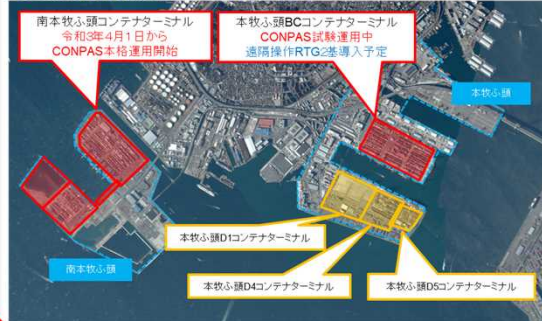 南本牧ふ頭コンテナターミナル
令和3年4月1日から
CONPAS本格運用開始
本牧ふ頭BCコンテナターミナル
CONPAS試験運用中
遠隔操作RTG2基導入予定
本牧ふ頭
本牧ふ頭D1コンテナターミナル
南本牧ふ頭
本牧ふ頭D4コンテナターミナル
本牧ふ頭D5コンテナターミナル